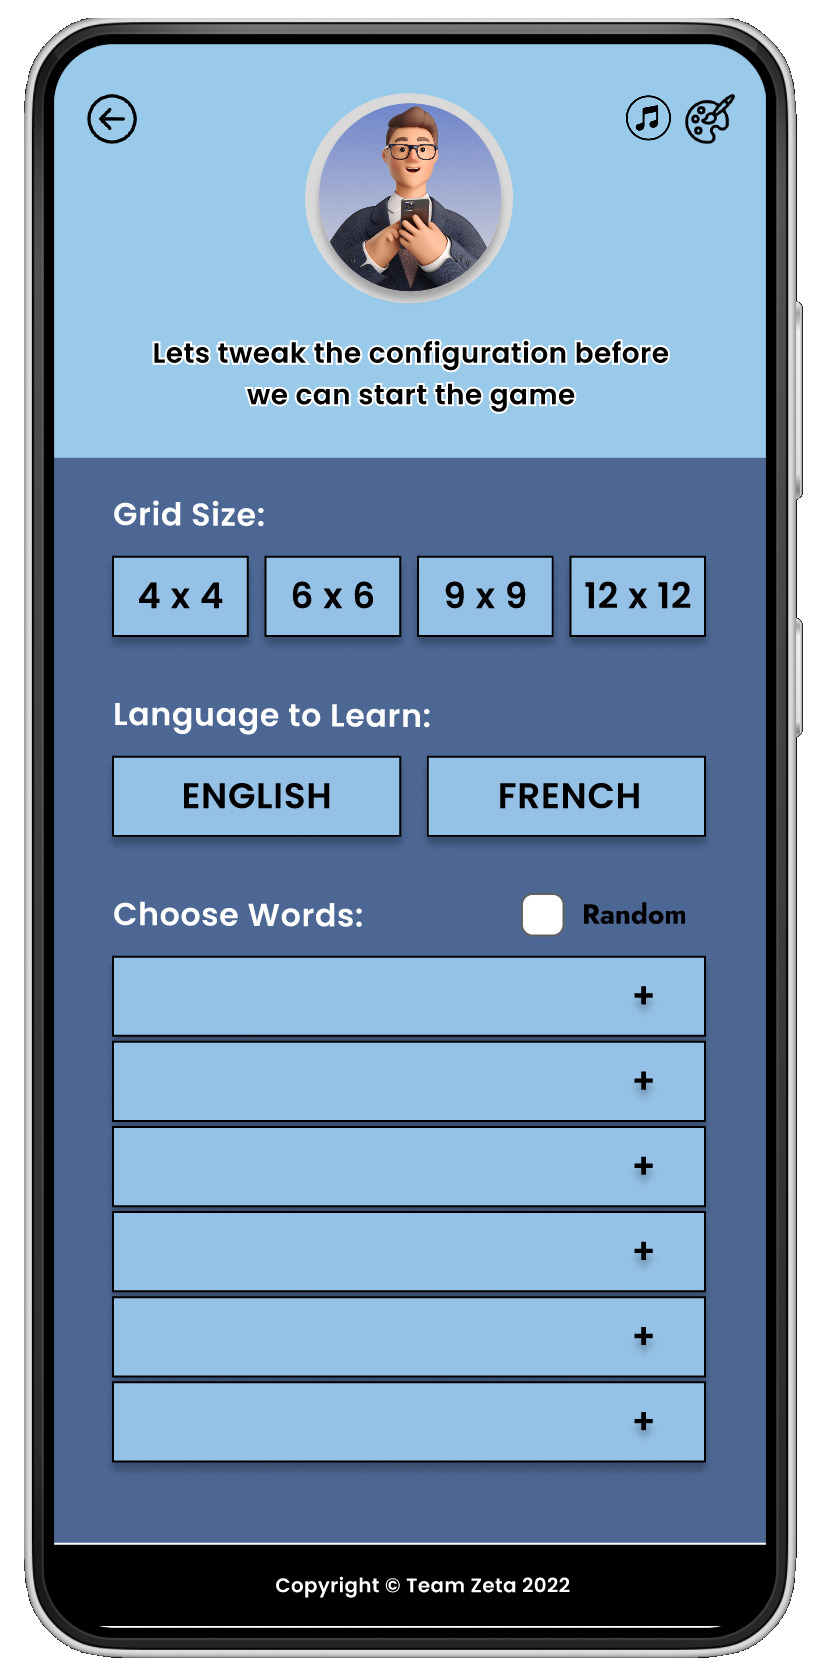 Lets tweak the configuration before
we can start the game
Grid Size:
4 x 4 6 x 6 9 x 9 12 x 12
Language to Learn:
ENGLISH FRENCH
Choose Words: Random
+
+
+
+
+
+
Copyright © Team Zeta 2022